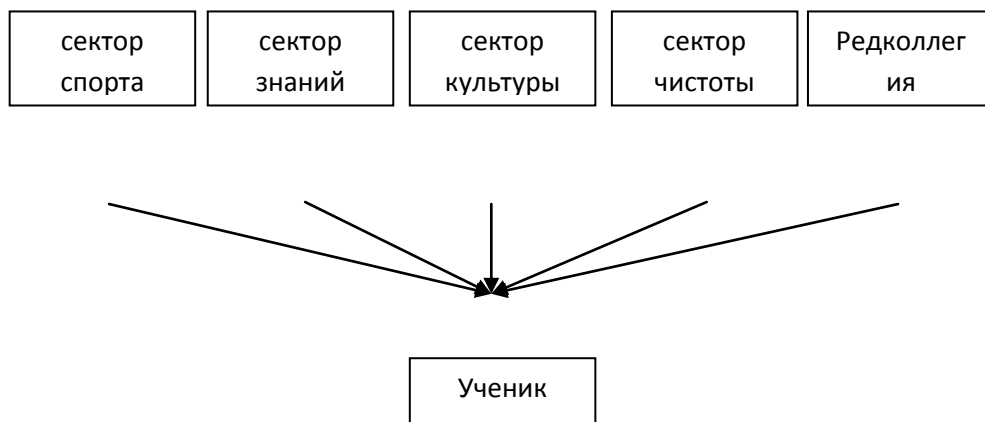 сектор
спорта
сектор
знаний
сектор
культуры
сектор
чистоты
Редколлег
ия
Ученик